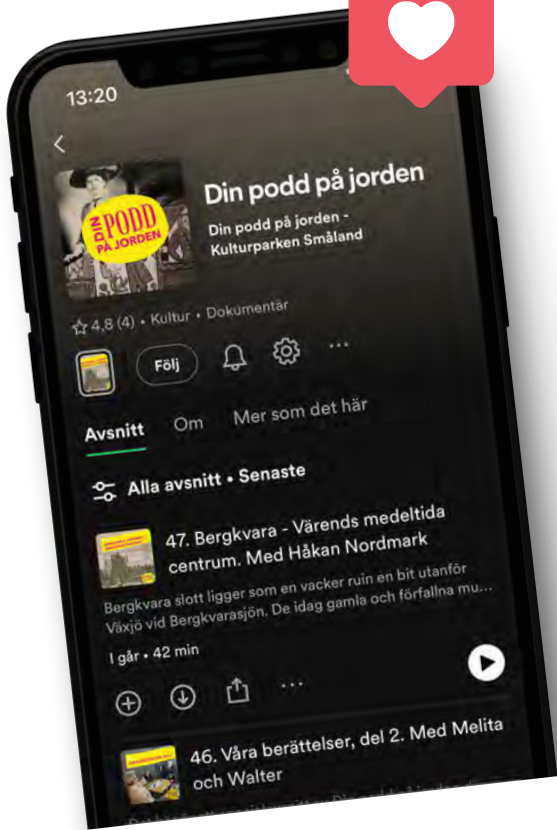 13:20
DIN
PODD
PÅ JORDEN
Din podd på jorden
Din podd på jorden -
Kulturparken Småland
4,8 (4) • Kultur • Dokumentär
Följ
Avsnitt Om Mer som det här
Alla avsnitt • Senaste
47. Bergkvara - Värends medeltida
centrum. Med Håkan Nordmark
Bergkvara slott ligger som en vacker ruin en bit utanför
Växjö vid Bergkvarasjön. De idag gamla och förfallna mu...
I går • 42 min
46. Våra berättelser, del 2. Med Melita
och Walter